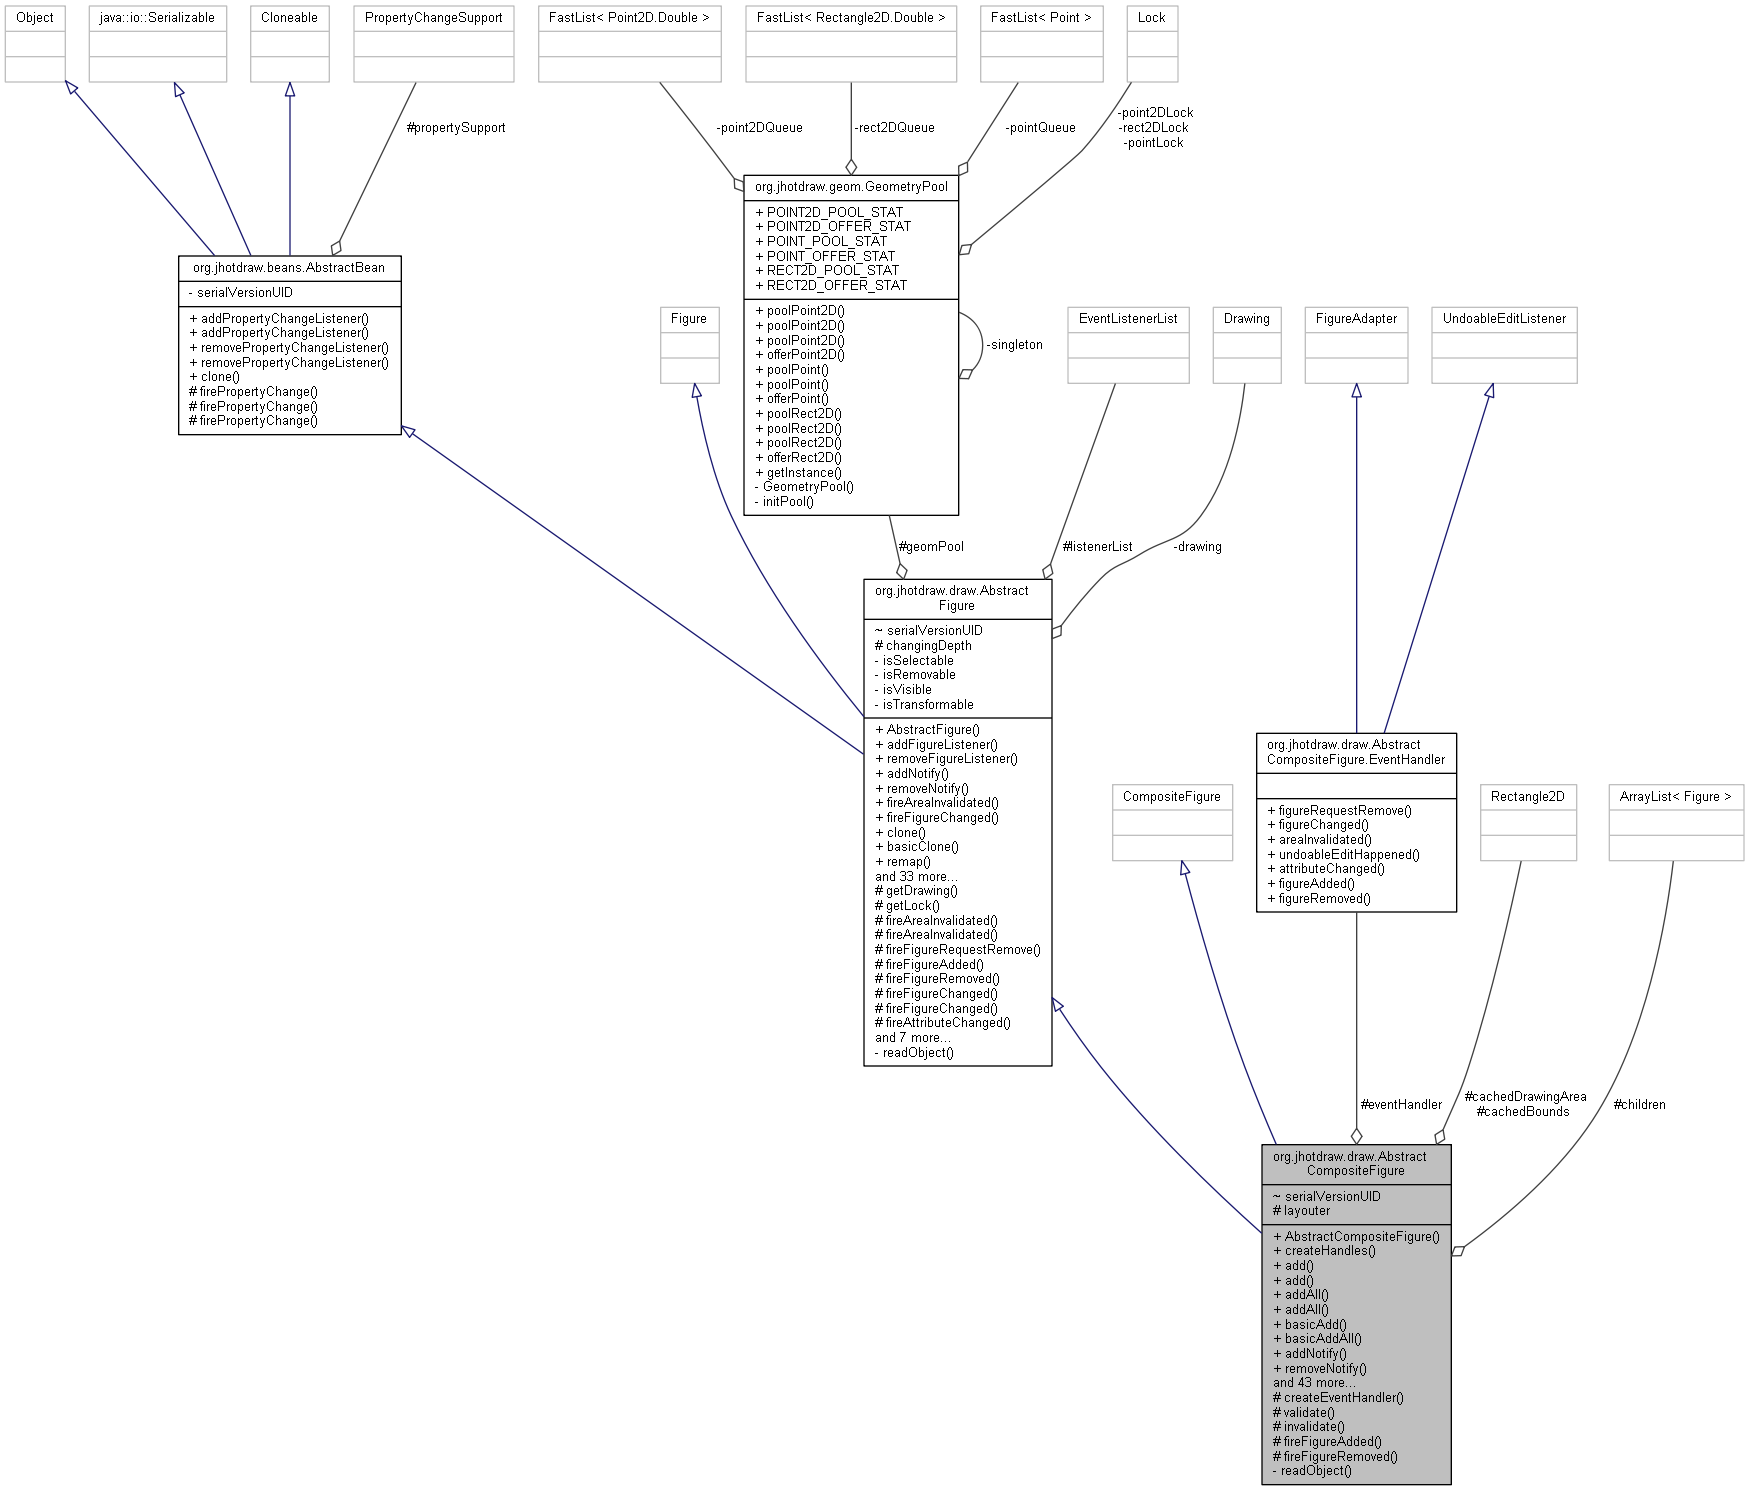 Object
java::io::Serializable
Cloneable
PropertyChangeSupport
FastList< Point2D.Double >
FastList< Rectangle2D.Double >
FastList< Point >
Lock
#propertySupport
-point2DQueue
-rect2DQueue
-pointQueue
-point2DLock
-rect2DLock
-pointLock
org.jhotdraw.beans.AbstractBean
- serialVersionUID
+ addPropertyChangeListener()
+ addPropertyChangeListener()
+ removePropertyChangeListener()
+ removePropertyChangeListener()
+ clone()
# firePropertyChange()
# firePropertyChange()
# firePropertyChange()
org.jhotdraw.geom.GeometryPool
+ POINT2D_POOL_STAT
+ POINT2D_OFFER_STAT
+ POINT_POOL_STAT
+ POINT_OFFER_STAT
+ RECT2D_POOL_STAT
+ RECT2D_OFFER_STAT
+ poolPoint2D()
+ poolPoint2D()
+ poolPoint2D()
+ offerPoint2D()
+ poolPoint()
+ poolPoint()
+ offerPoint()
+ poolRect2D()
+ poolRect2D()
+ poolRect2D()
+ offerRect2D()
+ getInstance()
- GeometryPool()
- initPool()
-singleton
Figure
EventListenerList
Drawing
FigureAdapter
UndoableEditListener
#geomPool
#listenerList
-drawing
org.jhotdraw.draw.Abstract
Figure
~ serialVersionUID
# changingDepth
- isSelectable
- isRemovable
- isVisible
- isTransformable
+ AbstractFigure()
+ addFigureListener()
+ removeFigureListener()
+ addNotify()
+ removeNotify()
+ fireAreaInvalidated()
+ fireFigureChanged()
+ clone()
+ basicClone()
+ remap()
and 33 more...
# getDrawing()
# getLock()
# fireAreaInvalidated()
# fireAreaInvalidated()
# fireFigureRequestRemove()
# fireFigureAdded()
# fireFigureRemoved()
# fireFigureChanged()
# fireFigureChanged()
# fireAttributeChanged()
and 7 more...
- readObject()
CompositeFigure
org.jhotdraw.draw.Abstract
CompositeFigure.EventHandler
+ figureRequestRemove()
+ figureChanged()
+ areaInvalidated()
+ undoableEditHappened()
+ attributeChanged()
+ figureAdded()
+ figureRemoved()
Rectangle2D
ArrayList< Figure >
#eventHandler
#cachedDrawingArea
#cachedBounds
#children
org.jhotdraw.draw.Abstract
CompositeFigure
~ serialVersionUID
# layouter
+ AbstractCompositeFigure()
+ createHandles()
+ add()
+ add()
+ addAll()
+ addAll()
+ basicAdd()
+ basicAddAll()
+ addNotify()
+ removeNotify()
and 43 more...
# createEventHandler()
# validate()
# invalidate()
# fireFigureAdded()
# fireFigureRemoved()
- readObject()